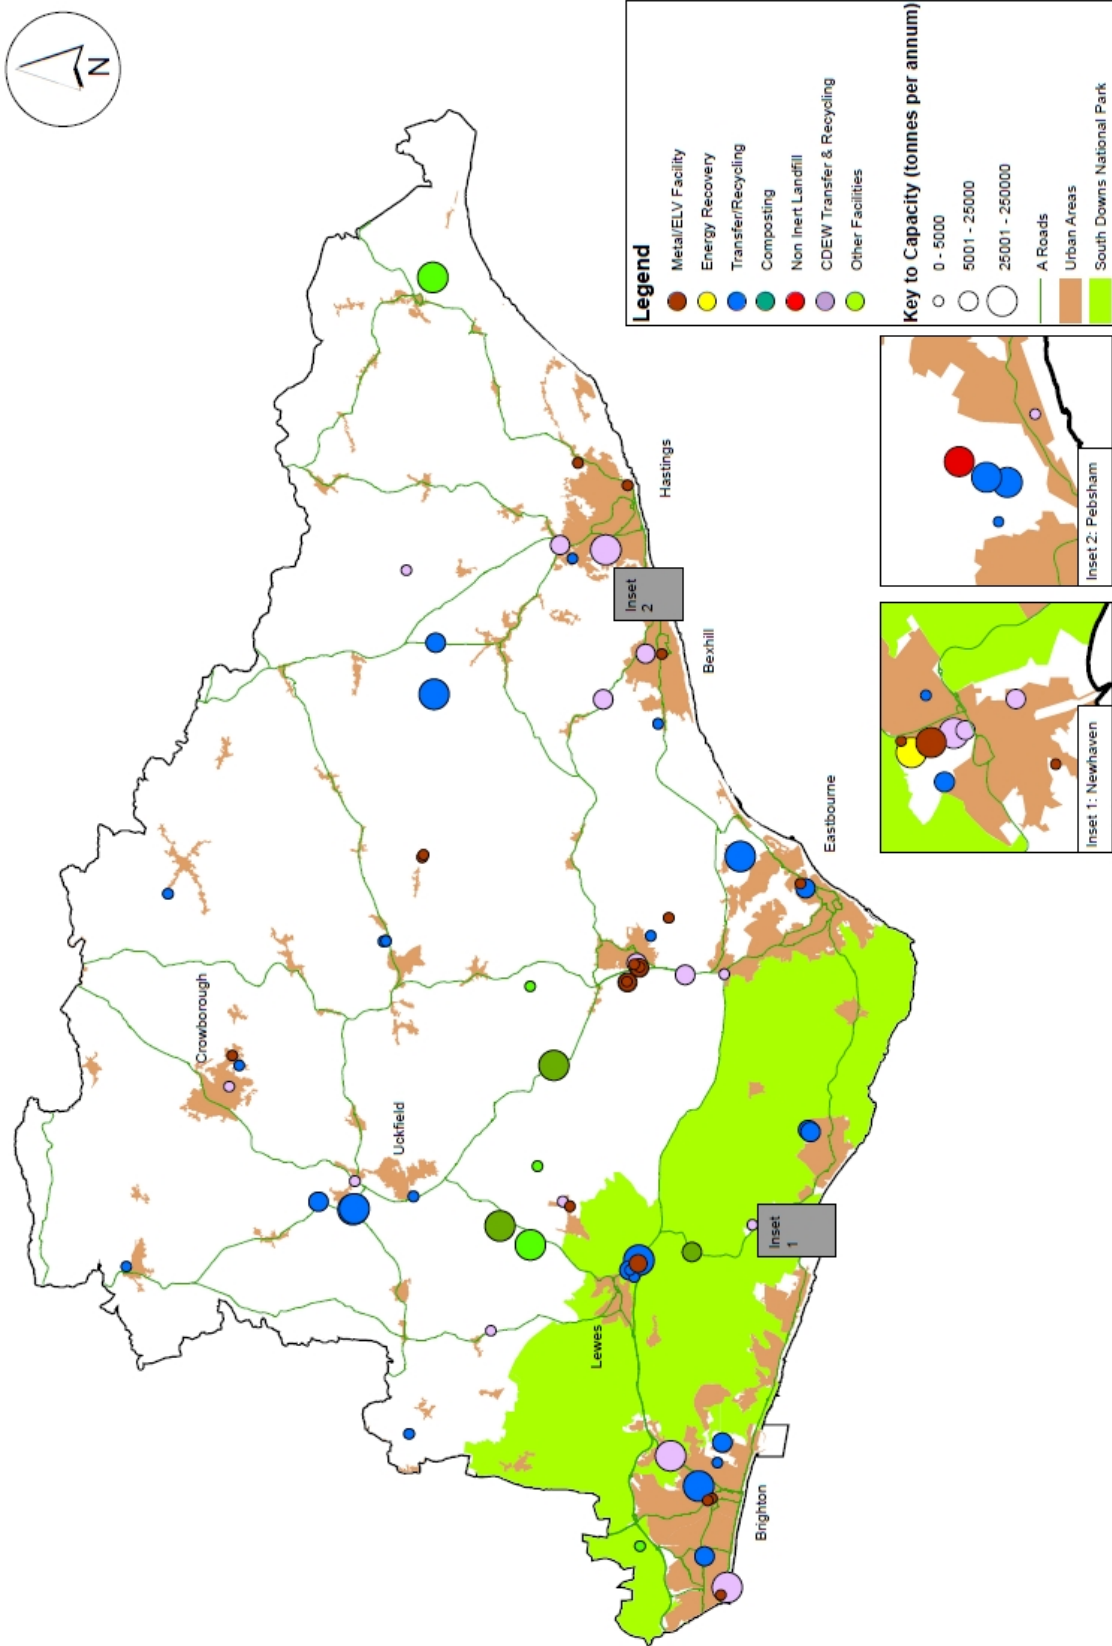 N
Crowborough
Uckfield
Lewes
Brighton
Hastings
Bexhill
Eastbourne
Inset
1
Inset
2
Inset 1: Newhaven
Inset 2: Pebsham
Legend
Metal/ELV Facility
Energy Recovery
Transfer/Recycling
Composting
Non Inert Landfill
CDEW Transfer & Recycling
Other Facilities
Key to Capacity (tonnes per annum)
0 - 5000
5001 - 25000
25001 - 250000
A Roads
Urban Areas
South Downs National Park